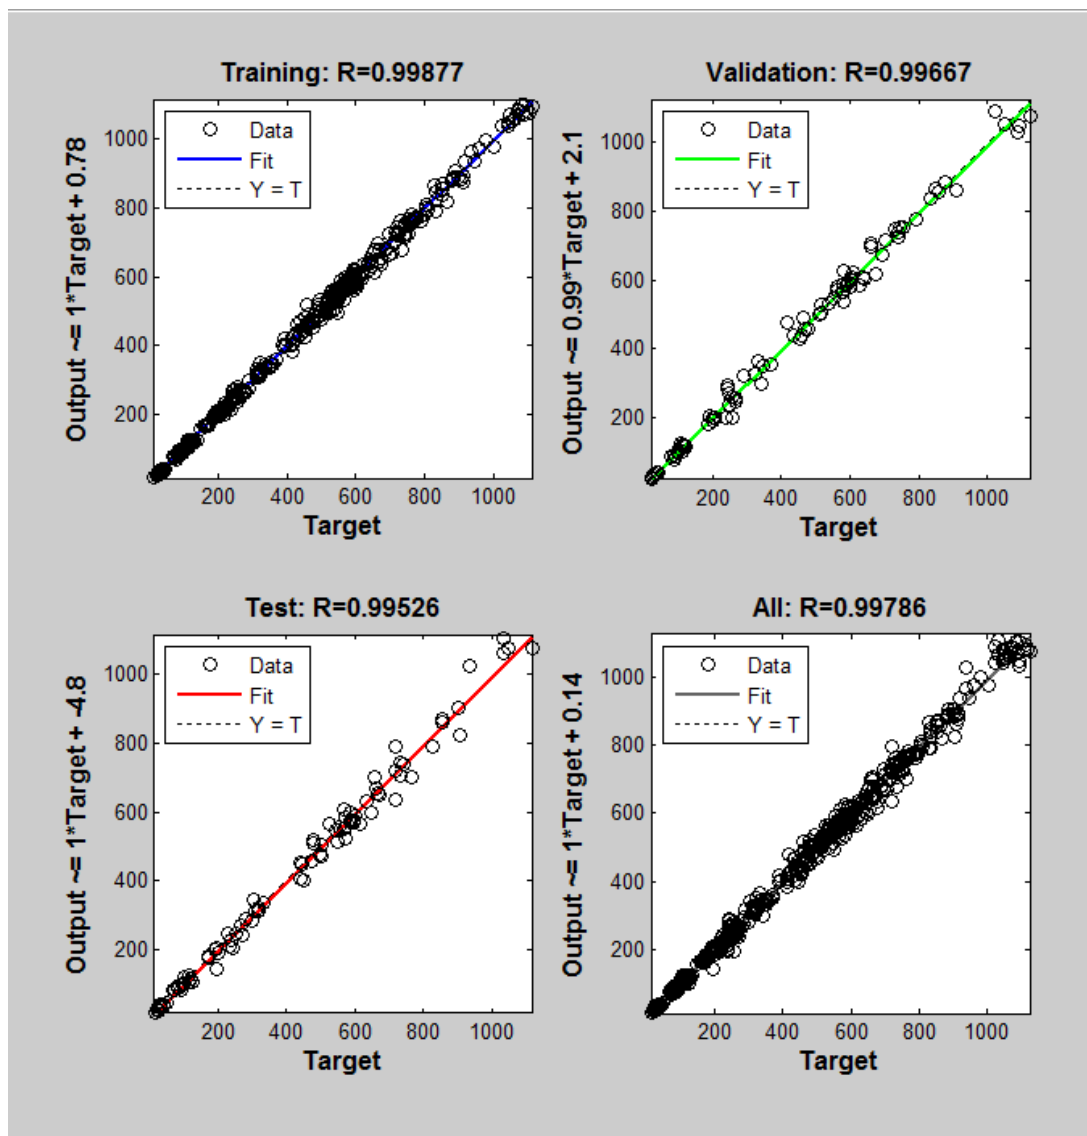 Training: R=0.99877
Output ~= 1*Target + 0.78
Data
Fit
Y = T
1000
800
600
400
200
200 400 600 800 1000
Target
Validation: R=0.99667
Output ~= 0.99*Target + 2.1
Data
Fit
Y = T
1000
800
600
400
200
200 400 600 800 1000
Target
Test: R=0.99526
Output ~= 1*Target + -4.8
Data
Fit
Y = T
1000
800
600
400
200
200 400 600 800 1000
Target
All: R=0.99786
Output ~= 1*Target + 0.14
Data
Fit
Y = T
1000
800
600
400
200
200 400 600 800 1000
Target